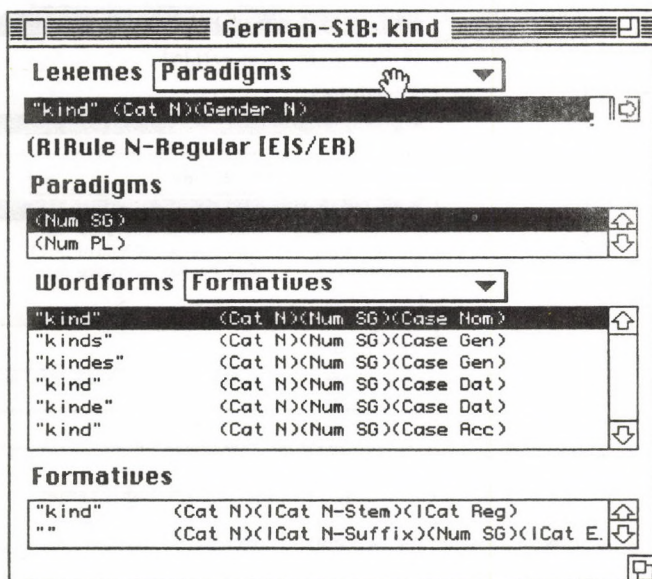 German-StB: kind
Lexemes Paradigms
"kind" (Cat N)(Gender N)
(RIRule N-Regular [E]S/ER)
Paradigms
(Num SG)
(Num PL)
Wordforms Formatives
"kind" (Cat N)(Num SG)(Case Nom)
"kinds" (Cat N)(Num SG)(Case Gen)
"kindes" (Cat N)(Num SG)(Case Gen)
"kind" (Cat N)(Num SG)(Case Dat)
"kinde" (Cat N)(Num SG)(Case Dat)
"kind" (Cat N)(Num SG)(Case Acc)
Formatives
"kind" (Cat N)(ICat N-Stem)(ICat Reg)
"" (Cat N)(ICat N-Suffix)(Num SG)(ICat E.